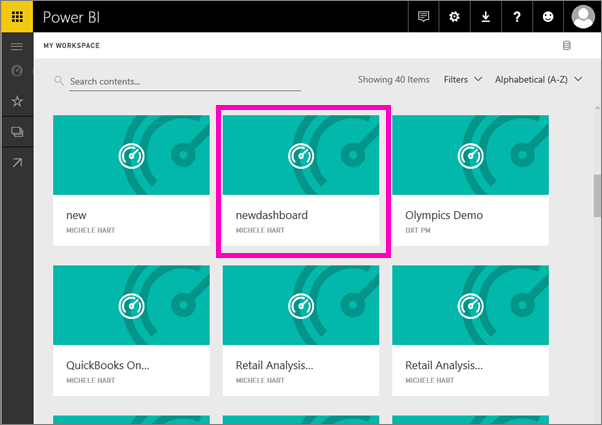 Power BI
?
MY WORKSPACE
Search contents...
Showing 40 Items
Filters
Alphabetical (A-Z)
new
MICHELE HART
newdashboard
MICHELE HART
Olympics Demo
DXT PM
QuickBooks On...
MICHELE HART
Retail Analysis...
MICHELE HART
Retail Analysis...
MICHELE HART